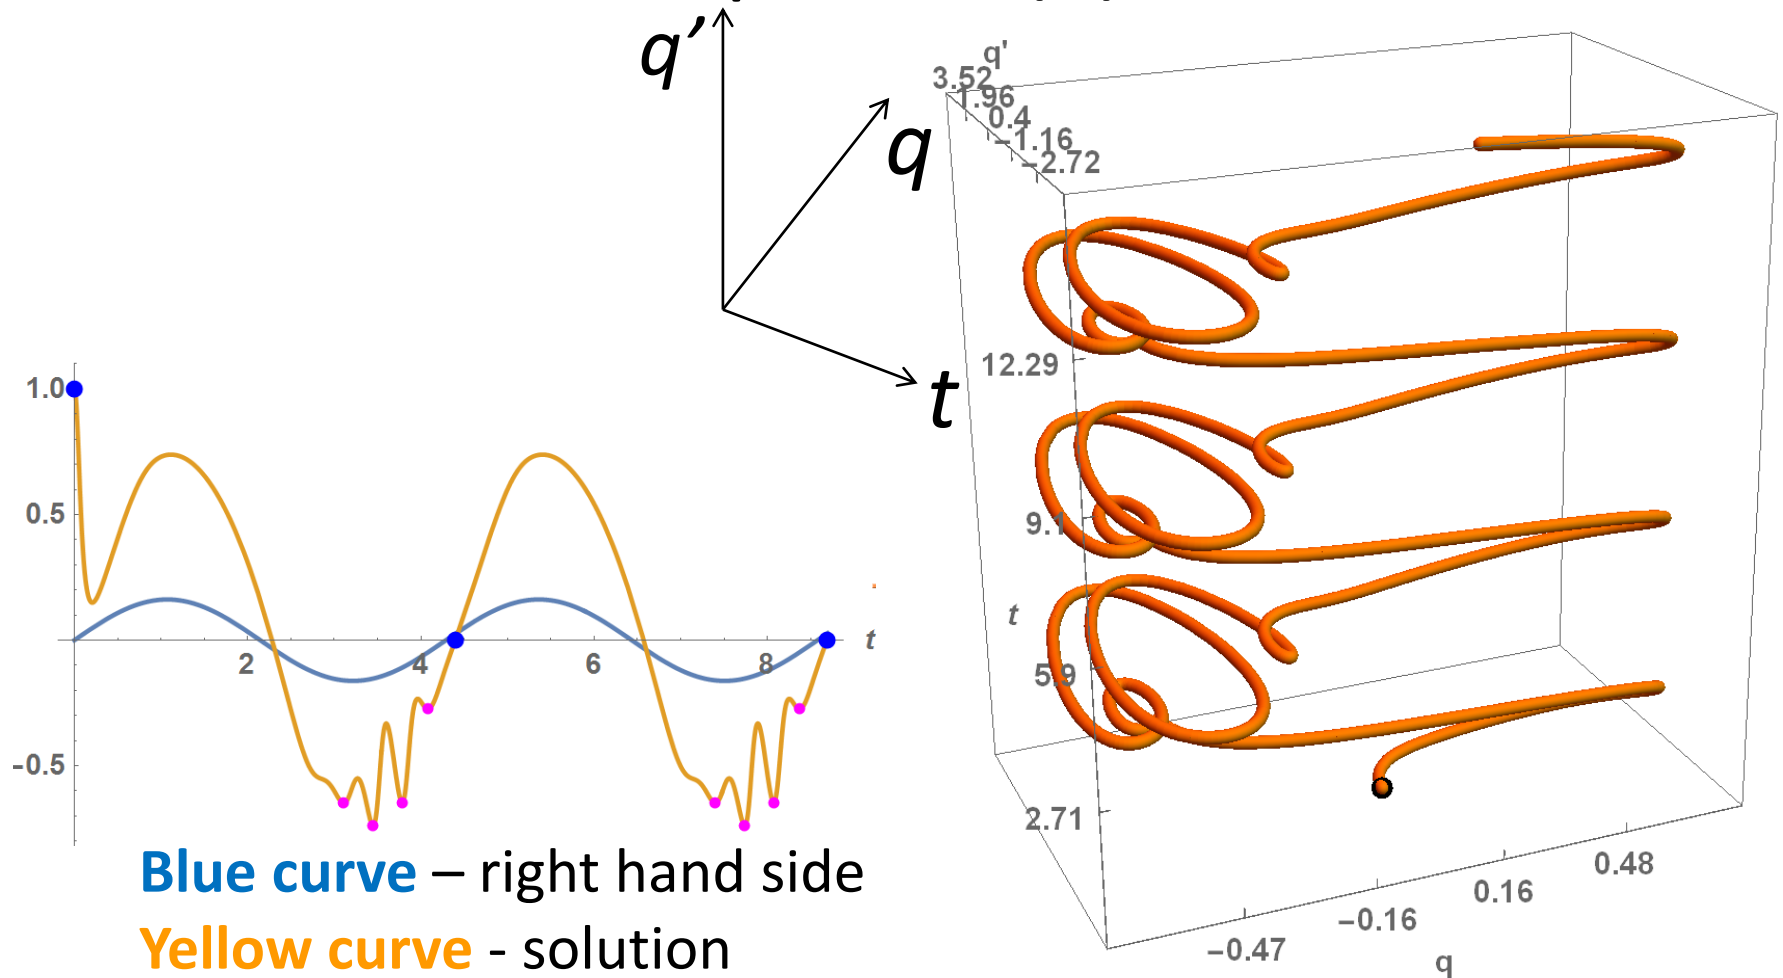 q’
q
t
q'
3.52
1.96
0.4
−1.16
−2.72
12.29
9.1
t
5.9
2.71
−0.47
−0.16
0.16
0.48
q
1.0
0.5
-0.5
2
4
6
8
t
Blue curve – right hand side
Yellow curve - solution